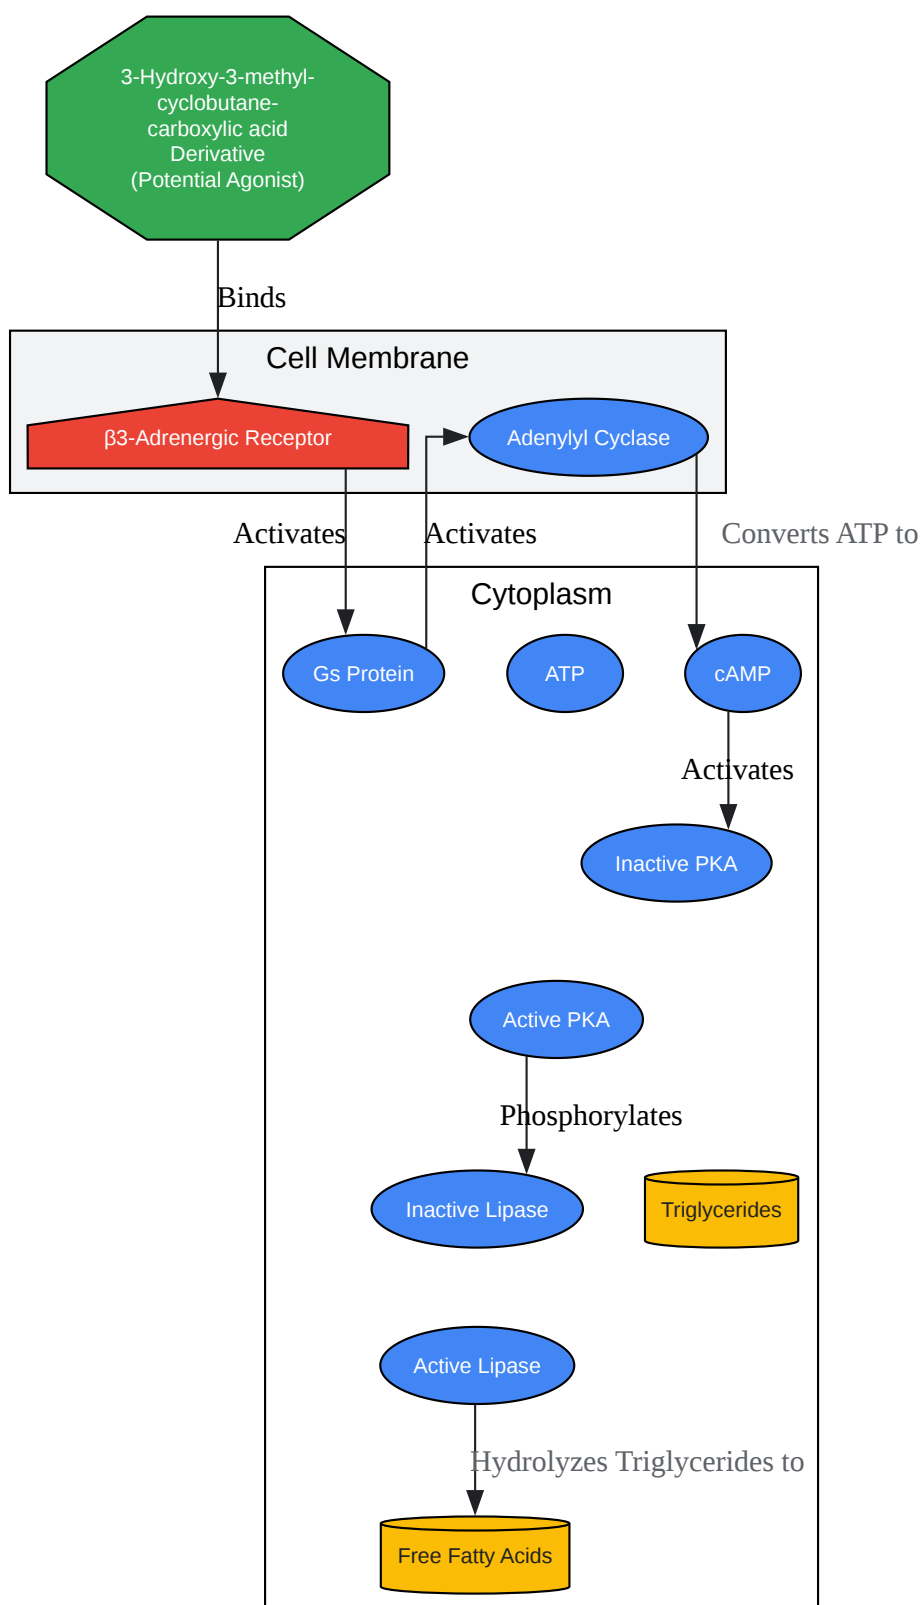 3-Hydroxy-3-methyl-
cyclobutane-
carboxylic acid
Derivative
(Potential Agonist)
Binds
Cell Membrane
β3-Adrenergic Receptor
Adenylyl Cyclase
Activates
Activates
Converts ATP to
Cytoplasm
Gs Protein
ATP
cAMP
Activates
Inactive PKA
Active PKA
Phosphorylates
Inactive Lipase
Triglycerides
Active Lipase
Hydrolyzes Triglycerides to
Free Fatty Acids